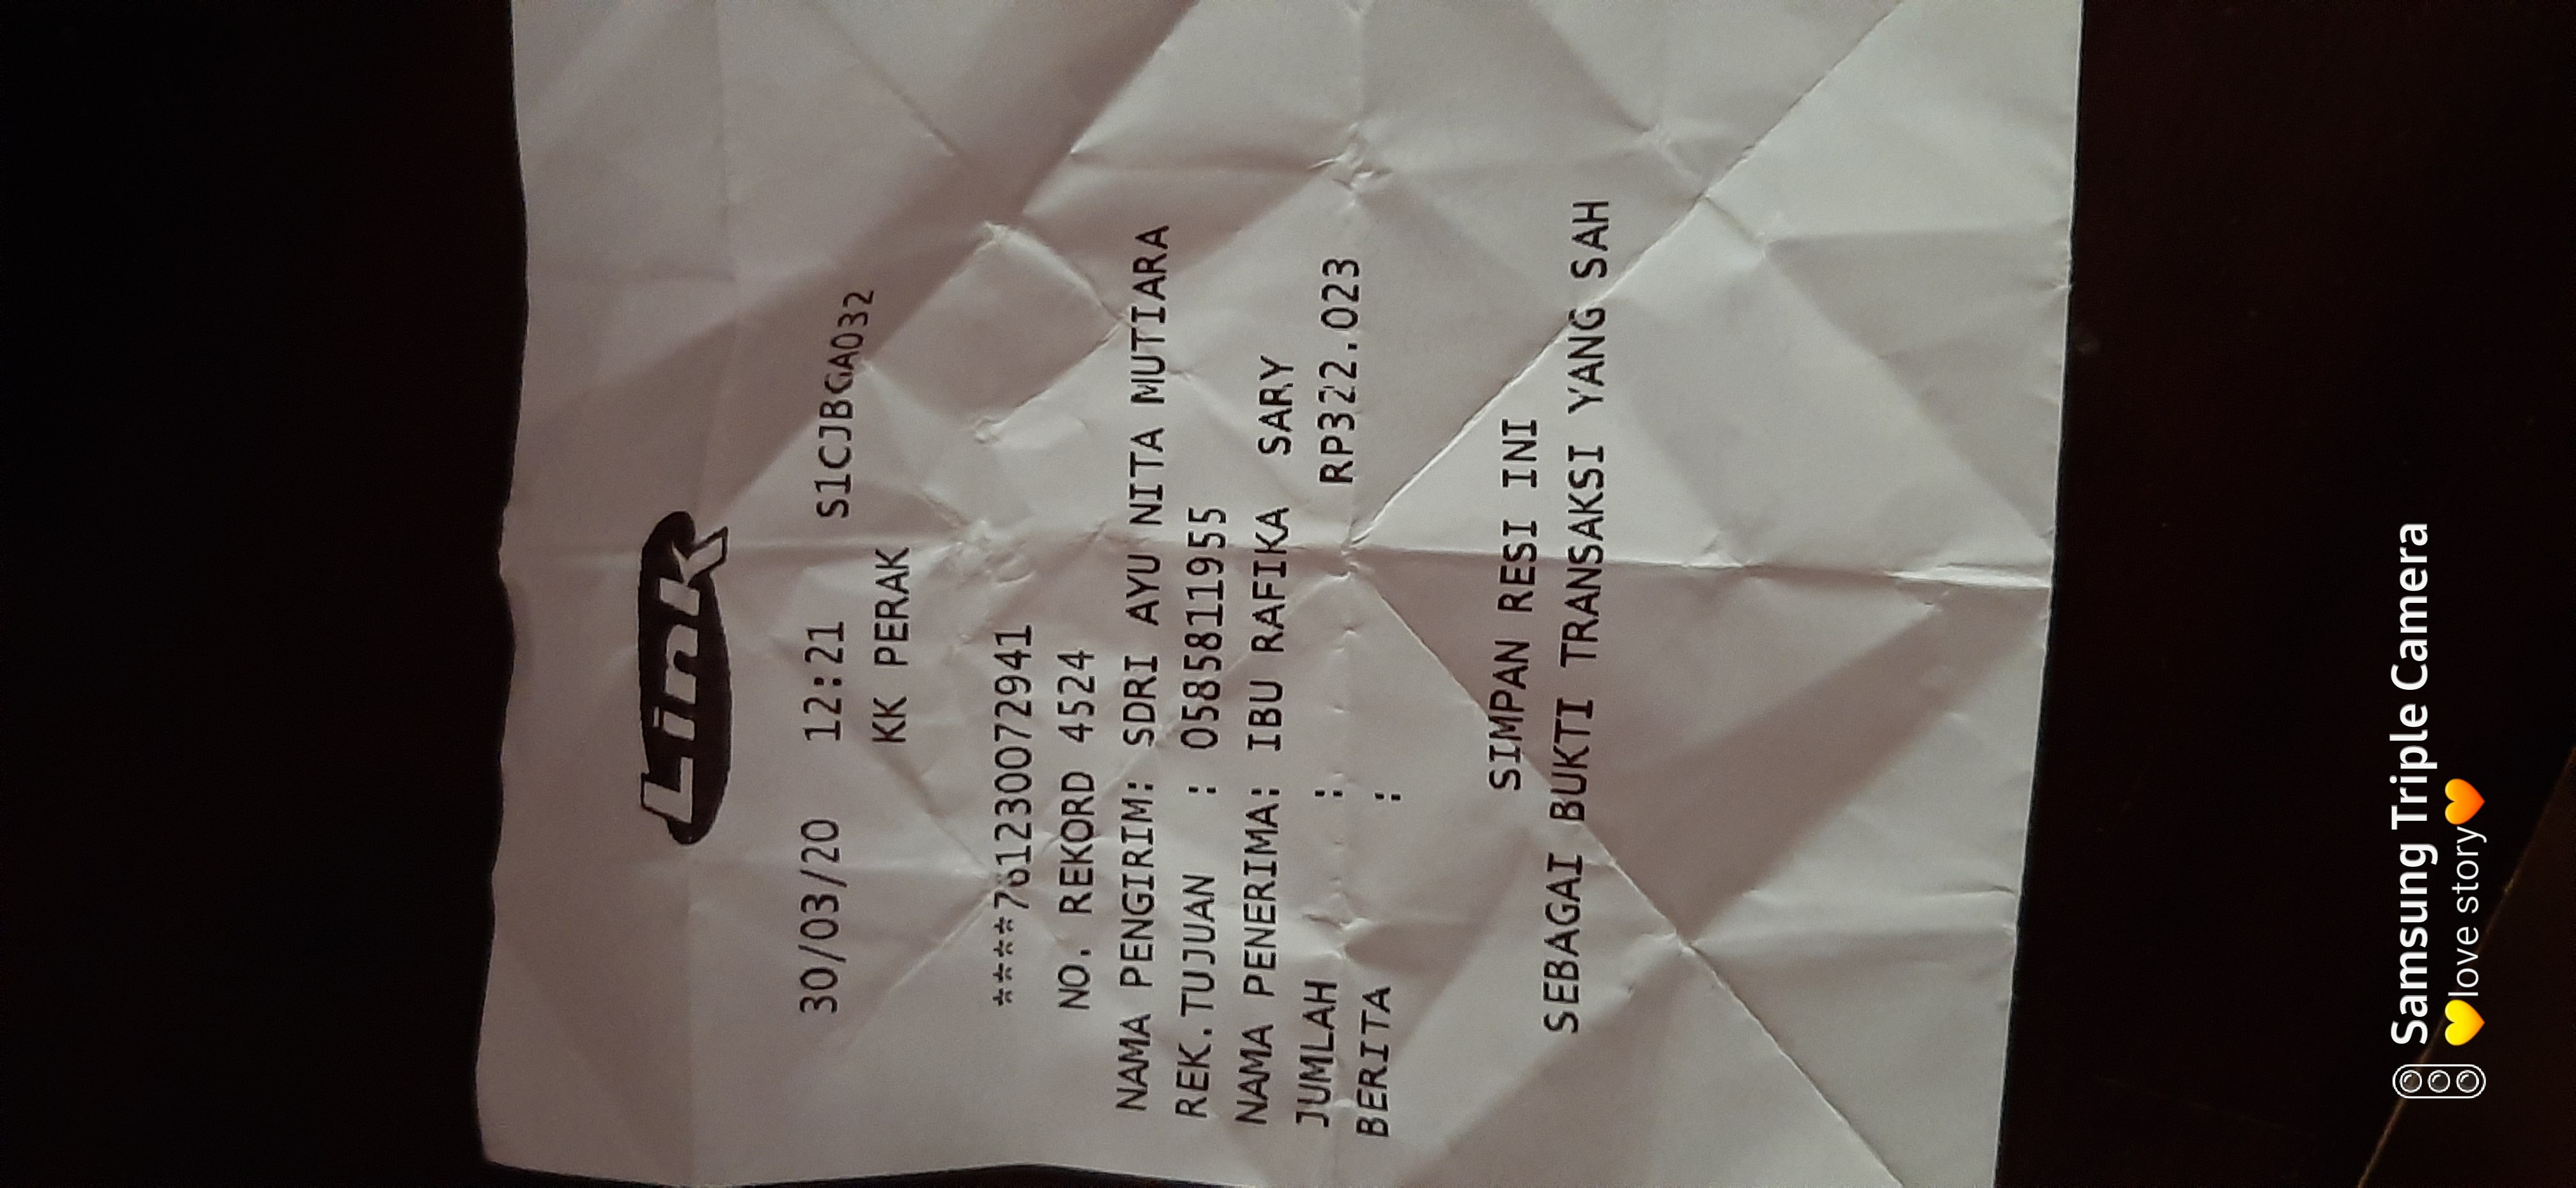 Link
30/03/20 12:21 S1CJBGA032
KK PERAK
****761230072941
NO. REKORD 4524
NAMA PENGIRIM: SDRI AYU NITA MUTIARA
REK.TUJUAN : 0585811955
NAMA PENERIMA: IBU RAFIKA SARY
JUMLAH : RP322.023
BERITA :
SIMPAN RESI INI
SEBAGAI BUKTI TRANSAKSI YANG SAH
Samsung Triple Camera
💛love story🧡